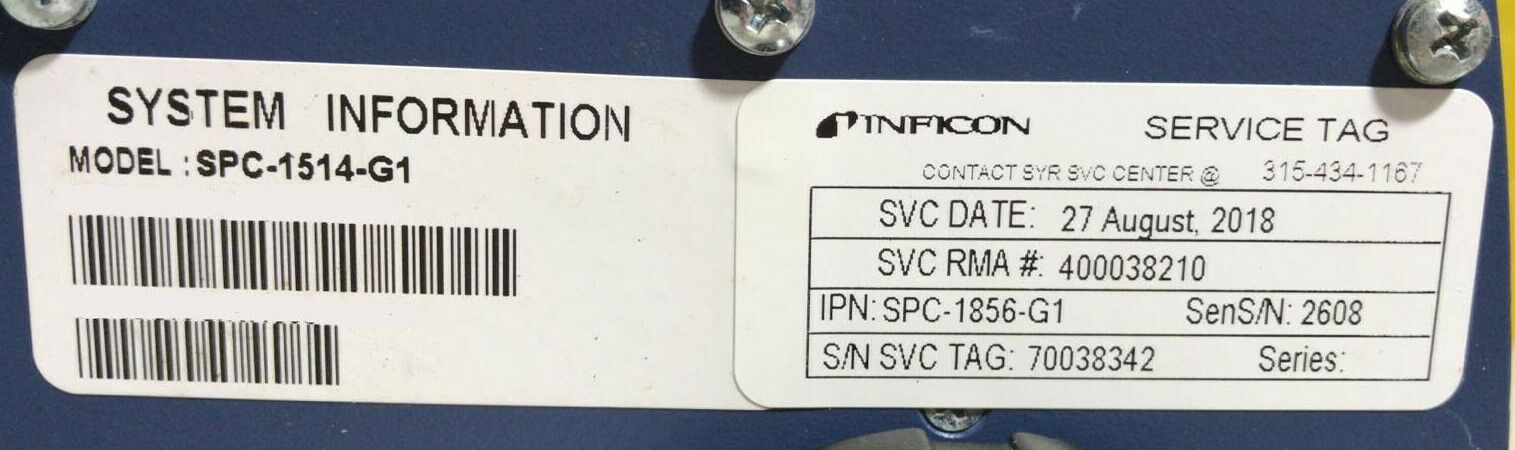 SYSTEM INFORMATION
MODEL : SPC-1514-G1
INFICON SERVICE TAG
CONTACT SYR SVC CENTER @ 315-434-1167
SVC DATE: 27 August, 2018
SVC RMA #: 400038210
IPN: SPC-1856-G1 SenS/N: 2608
S/N SVC TAG: 70038342 Series: